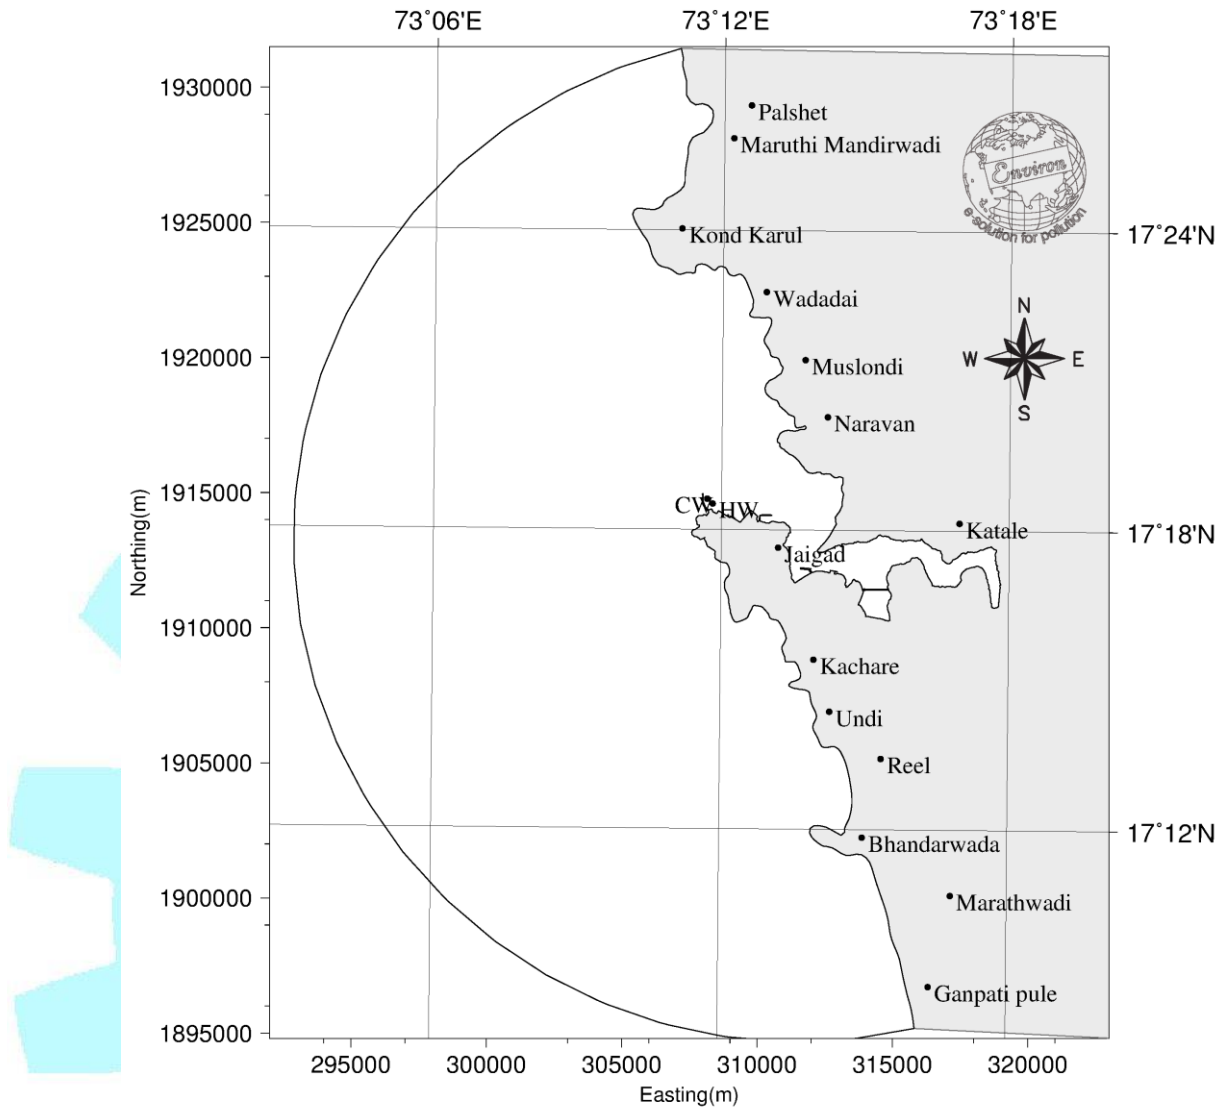 73°06'E 73°12'E 73°18'E
1930000
Palshet
Maruthi Mandirwadi
Environ
e-solution for pollution
1925000
Kond Karul
17°24'N
Wadadai
N
1920000
W E
Muslondi
S
Naravan
1915000
CW HW
Katale
17°18'N
Jaigad
Northing(m)
1910000
Kachare
Undi
1905000
Reel
17°12'N
Bhandarwada
1900000
Marathwadi
Ganpati pule
1895000
295000 300000 305000 310000 315000 320000
Easting(m)